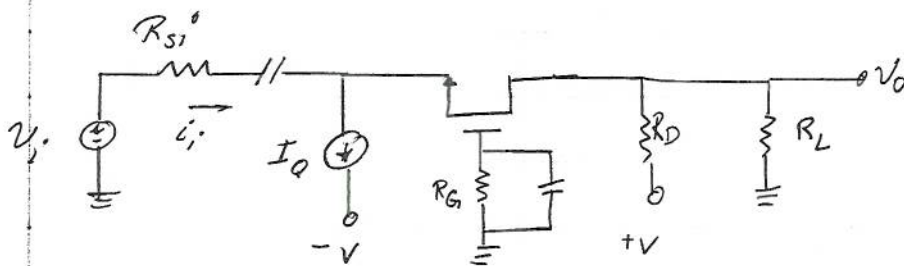 R_Si
v_i
i_i
I_Q
-V
R_G
R_D
+V
R_L
v_o